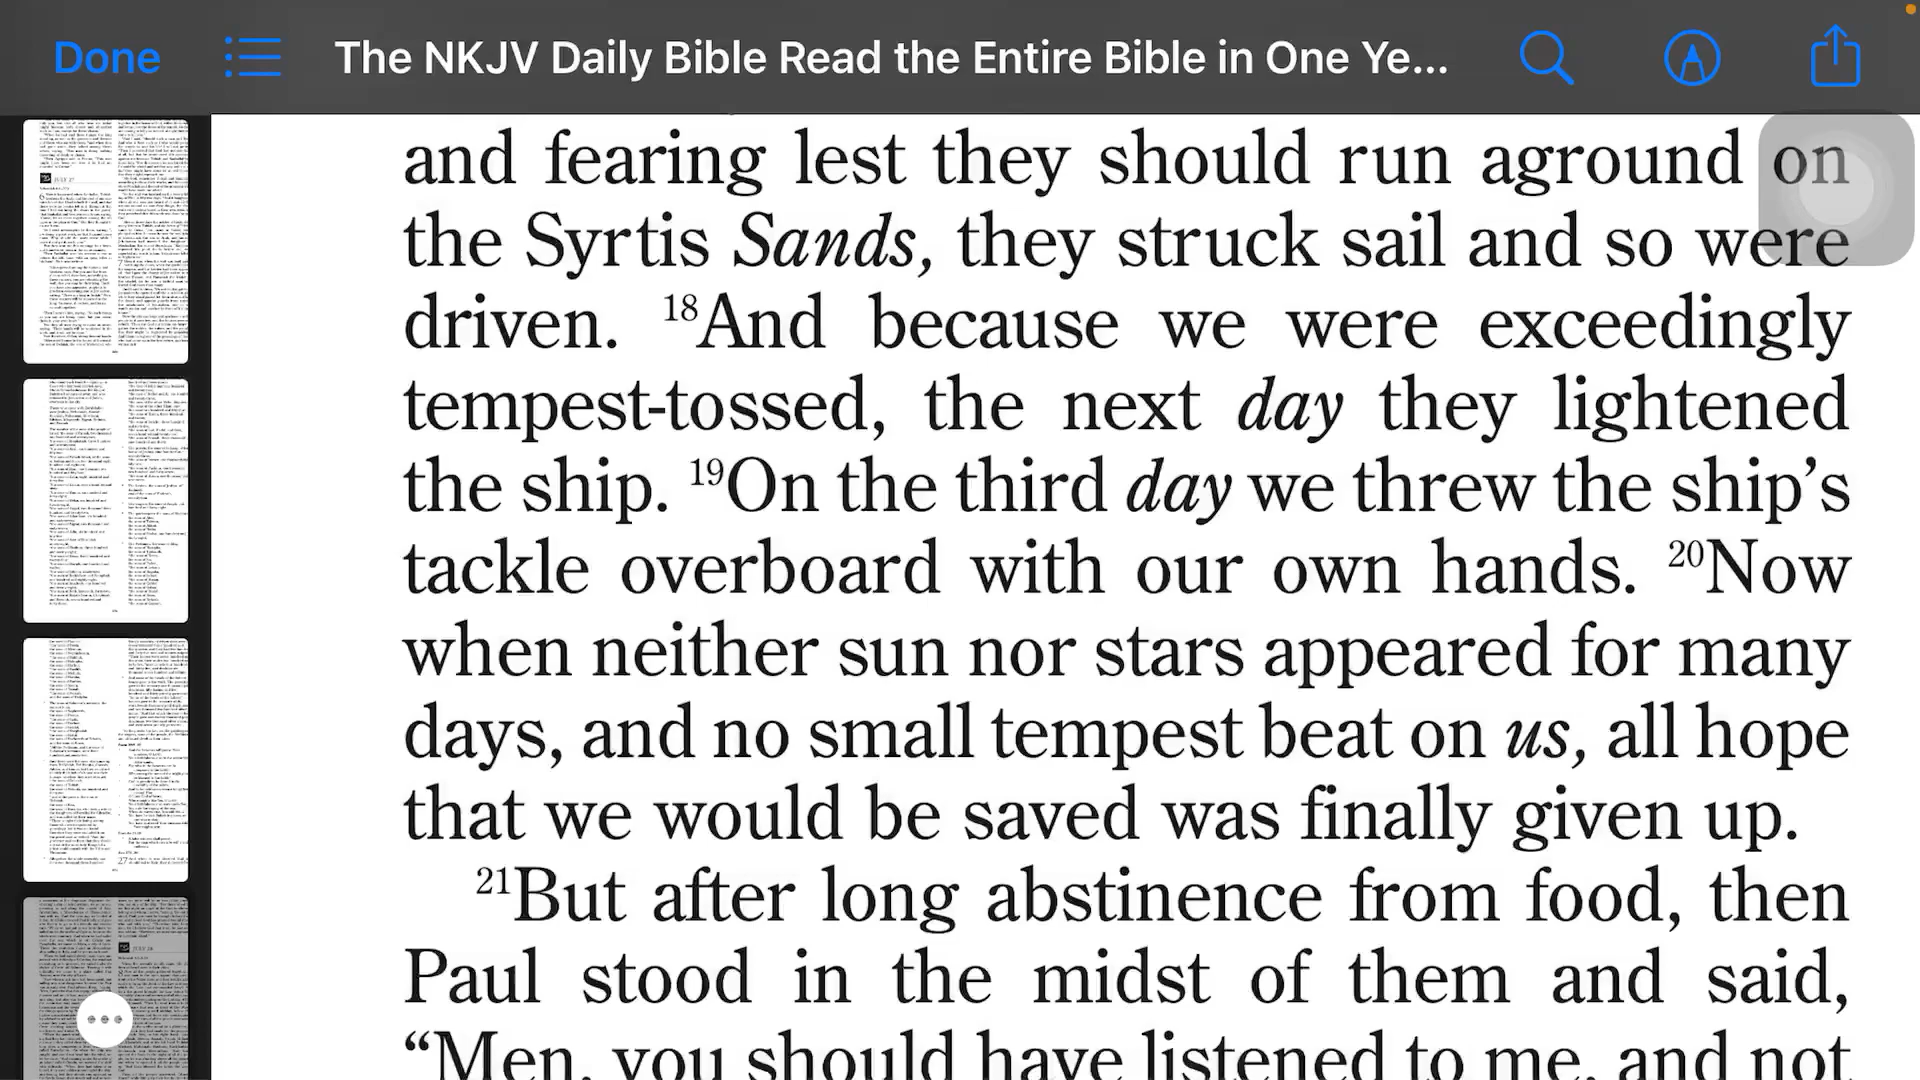 Done
The NKJV Daily Bible Read the Entire Bible in One Ye...
and fearing lest they should run aground on
the Syrtis Sands, they struck sail and so were
driven. 18And because we were exceedingly
tempest-tossed, the next day they lightened
the ship. 19On the third day we threw the ship’s
tackle overboard with our own hands. 20Now
when neither sun nor stars appeared for many
days, and no small tempest beat on us, all hope
that we would be saved was finally given up.
21But after long abstinence from food, then
Paul stood in the midst of them and said,
“Men, you should have listened to me, and not